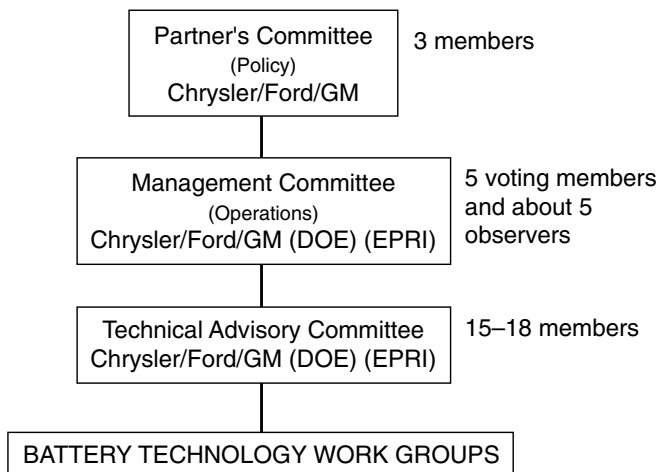 Partner's Committee
(Policy)
Chrysler/Ford/GM
3 members
Management Committee
(Operations)
Chrysler/Ford/GM (DOE) (EPRI)
5 voting members
and about 5
observers
Technical Advisory Committee
Chrysler/Ford/GM (DOE) (EPRI)
15–18 members
BATTERY TECHNOLOGY WORK GROUPS